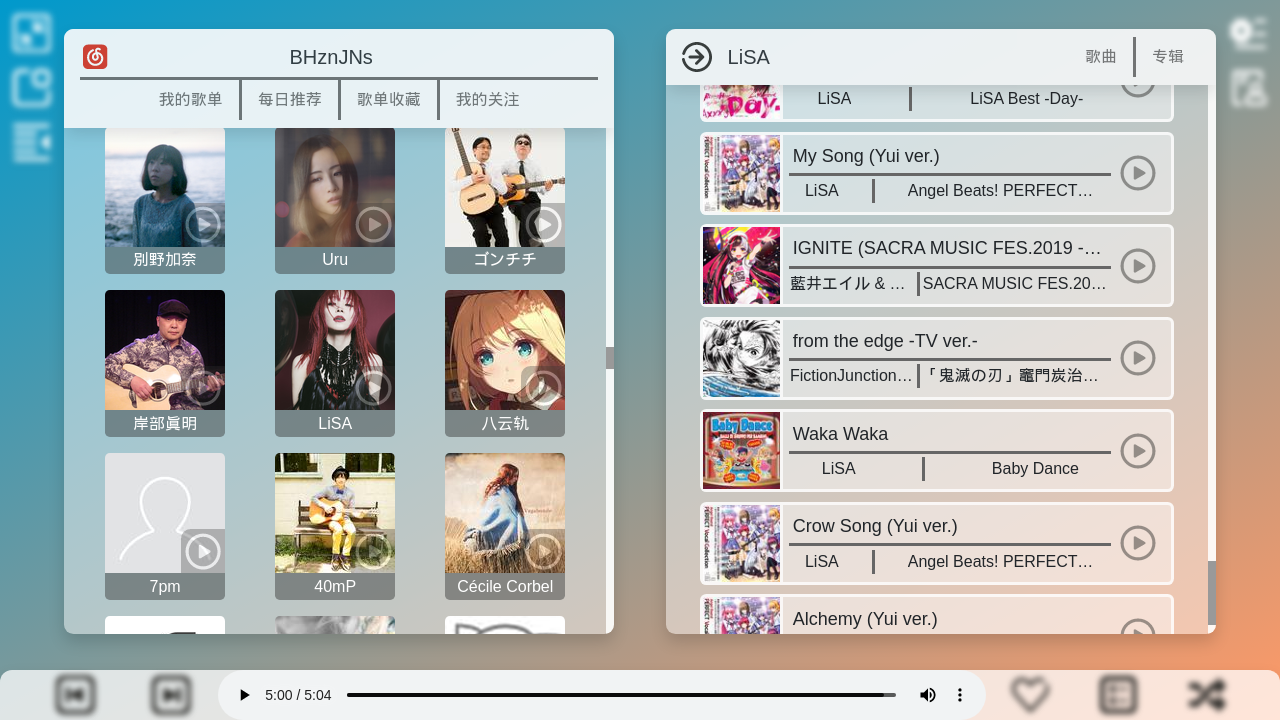 BHznJNs
我的歌单
每日推荐
歌单收藏
我的关注
別野加奈
Uru
ゴンチチ
岸部眞明
LiSA
八云轨
7pm
40mP
Cécile Corbel
LiSA
歌曲
专辑
LiSA
LiSA Best -Day-
My Song (Yui ver.)
LiSA
Angel Beats! PERFECT…
IGNITE (SACRA MUSIC FES.2019 -…
藍井エイル & …
SACRA MUSIC FES.20…
from the edge -TV ver.-
FictionJunction…
「鬼滅の刃」竈門炭治…
Waka Waka
LiSA
Baby Dance
Crow Song (Yui ver.)
LiSA
Angel Beats! PERFECT…
Alchemy (Yui ver.)
5:00 / 5:04